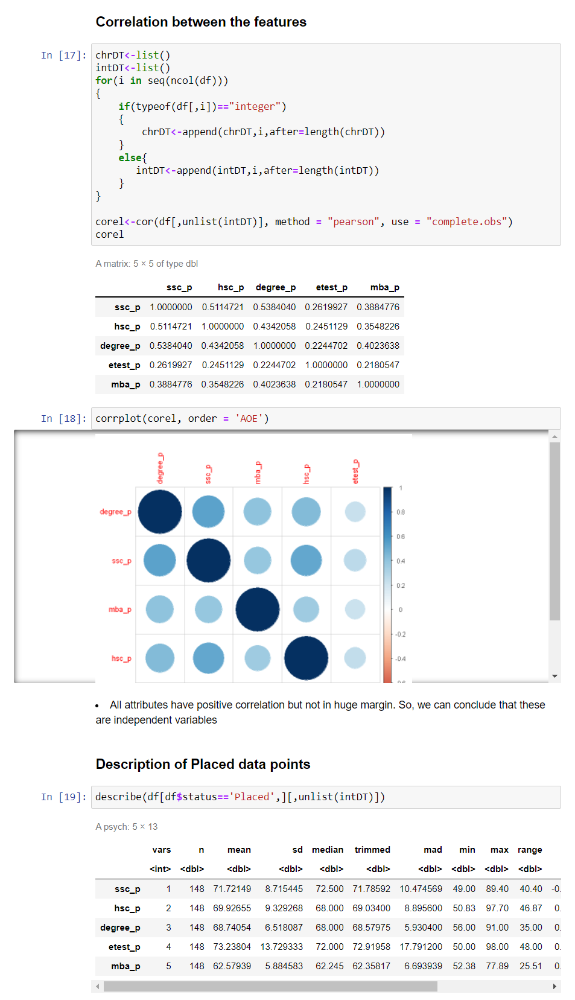 Correlation between the features
In [17]: chrDT<-list()
intDT<-list()
for(i in seq(ncol(df)))
{
    if(typeof(df[,i])=="integer")
    {
        chrDT<-append(chrDT,i,after=length(chrDT))
    }
    else{
       intDT<-append(intDT,i,after=length(intDT))
    }
}
corel<-cor(df[,unlist(intDT)], method = "pearson", use = "complete.obs")
corel
A matrix: 5 × 5 of type dbl
ssc_p hsc_p degree_p etest_p mba_p
ssc_p 1.0000000 0.5114721 0.5384040 0.2619927 0.3884776
hsc_p 0.5114721 1.0000000 0.4342058 0.2451129 0.3548226
degree_p 0.5384040 0.4342058 1.0000000 0.2244702 0.4023638
etest_p 0.2619927 0.2451129 0.2244702 1.0000000 0.2180547
mba_p 0.3884776 0.3548226 0.4023638 0.2180547 1.0000000
In [18]: corrplot(corel, order = 'AOE')
degree_p ssc_p mba_p hsc_p etest_p
1
degree_p 0.8
0.6
ssc_p 0.4
0.2
mba_p 0
-0.2
hsc_p -0.4
• All attributes have positive correlation but not in huge margin. So, we can conclude that these
are independent variables
Description of Placed data points
In [19]: describe(df[df$status=='Placed',][,unlist(intDT)])
A psych: 5 × 13
vars n mean sd median trimmed mad min max range
<int> <dbl> <dbl> <dbl> <dbl> <dbl> <dbl> <dbl> <dbl> <dbl>
ssc_p 1 148 71.72149 8.715445 72.500 71.78592 10.474569 49.00 89.40 40.40 -0.
hsc_p 2 148 69.92655 9.329268 68.000 69.03400 8.895600 50.83 97.70 46.87 0.
degree_p 3 148 68.74054 6.518087 68.000 68.57975 5.930400 56.00 91.00 35.00 0.
etest_p 4 148 73.23804 13.729333 72.000 72.91958 17.791200 50.00 98.00 48.00 0.
mba_p 5 148 62.57939 5.884583 62.245 62.35817 6.693939 52.38 77.89 25.51 0.